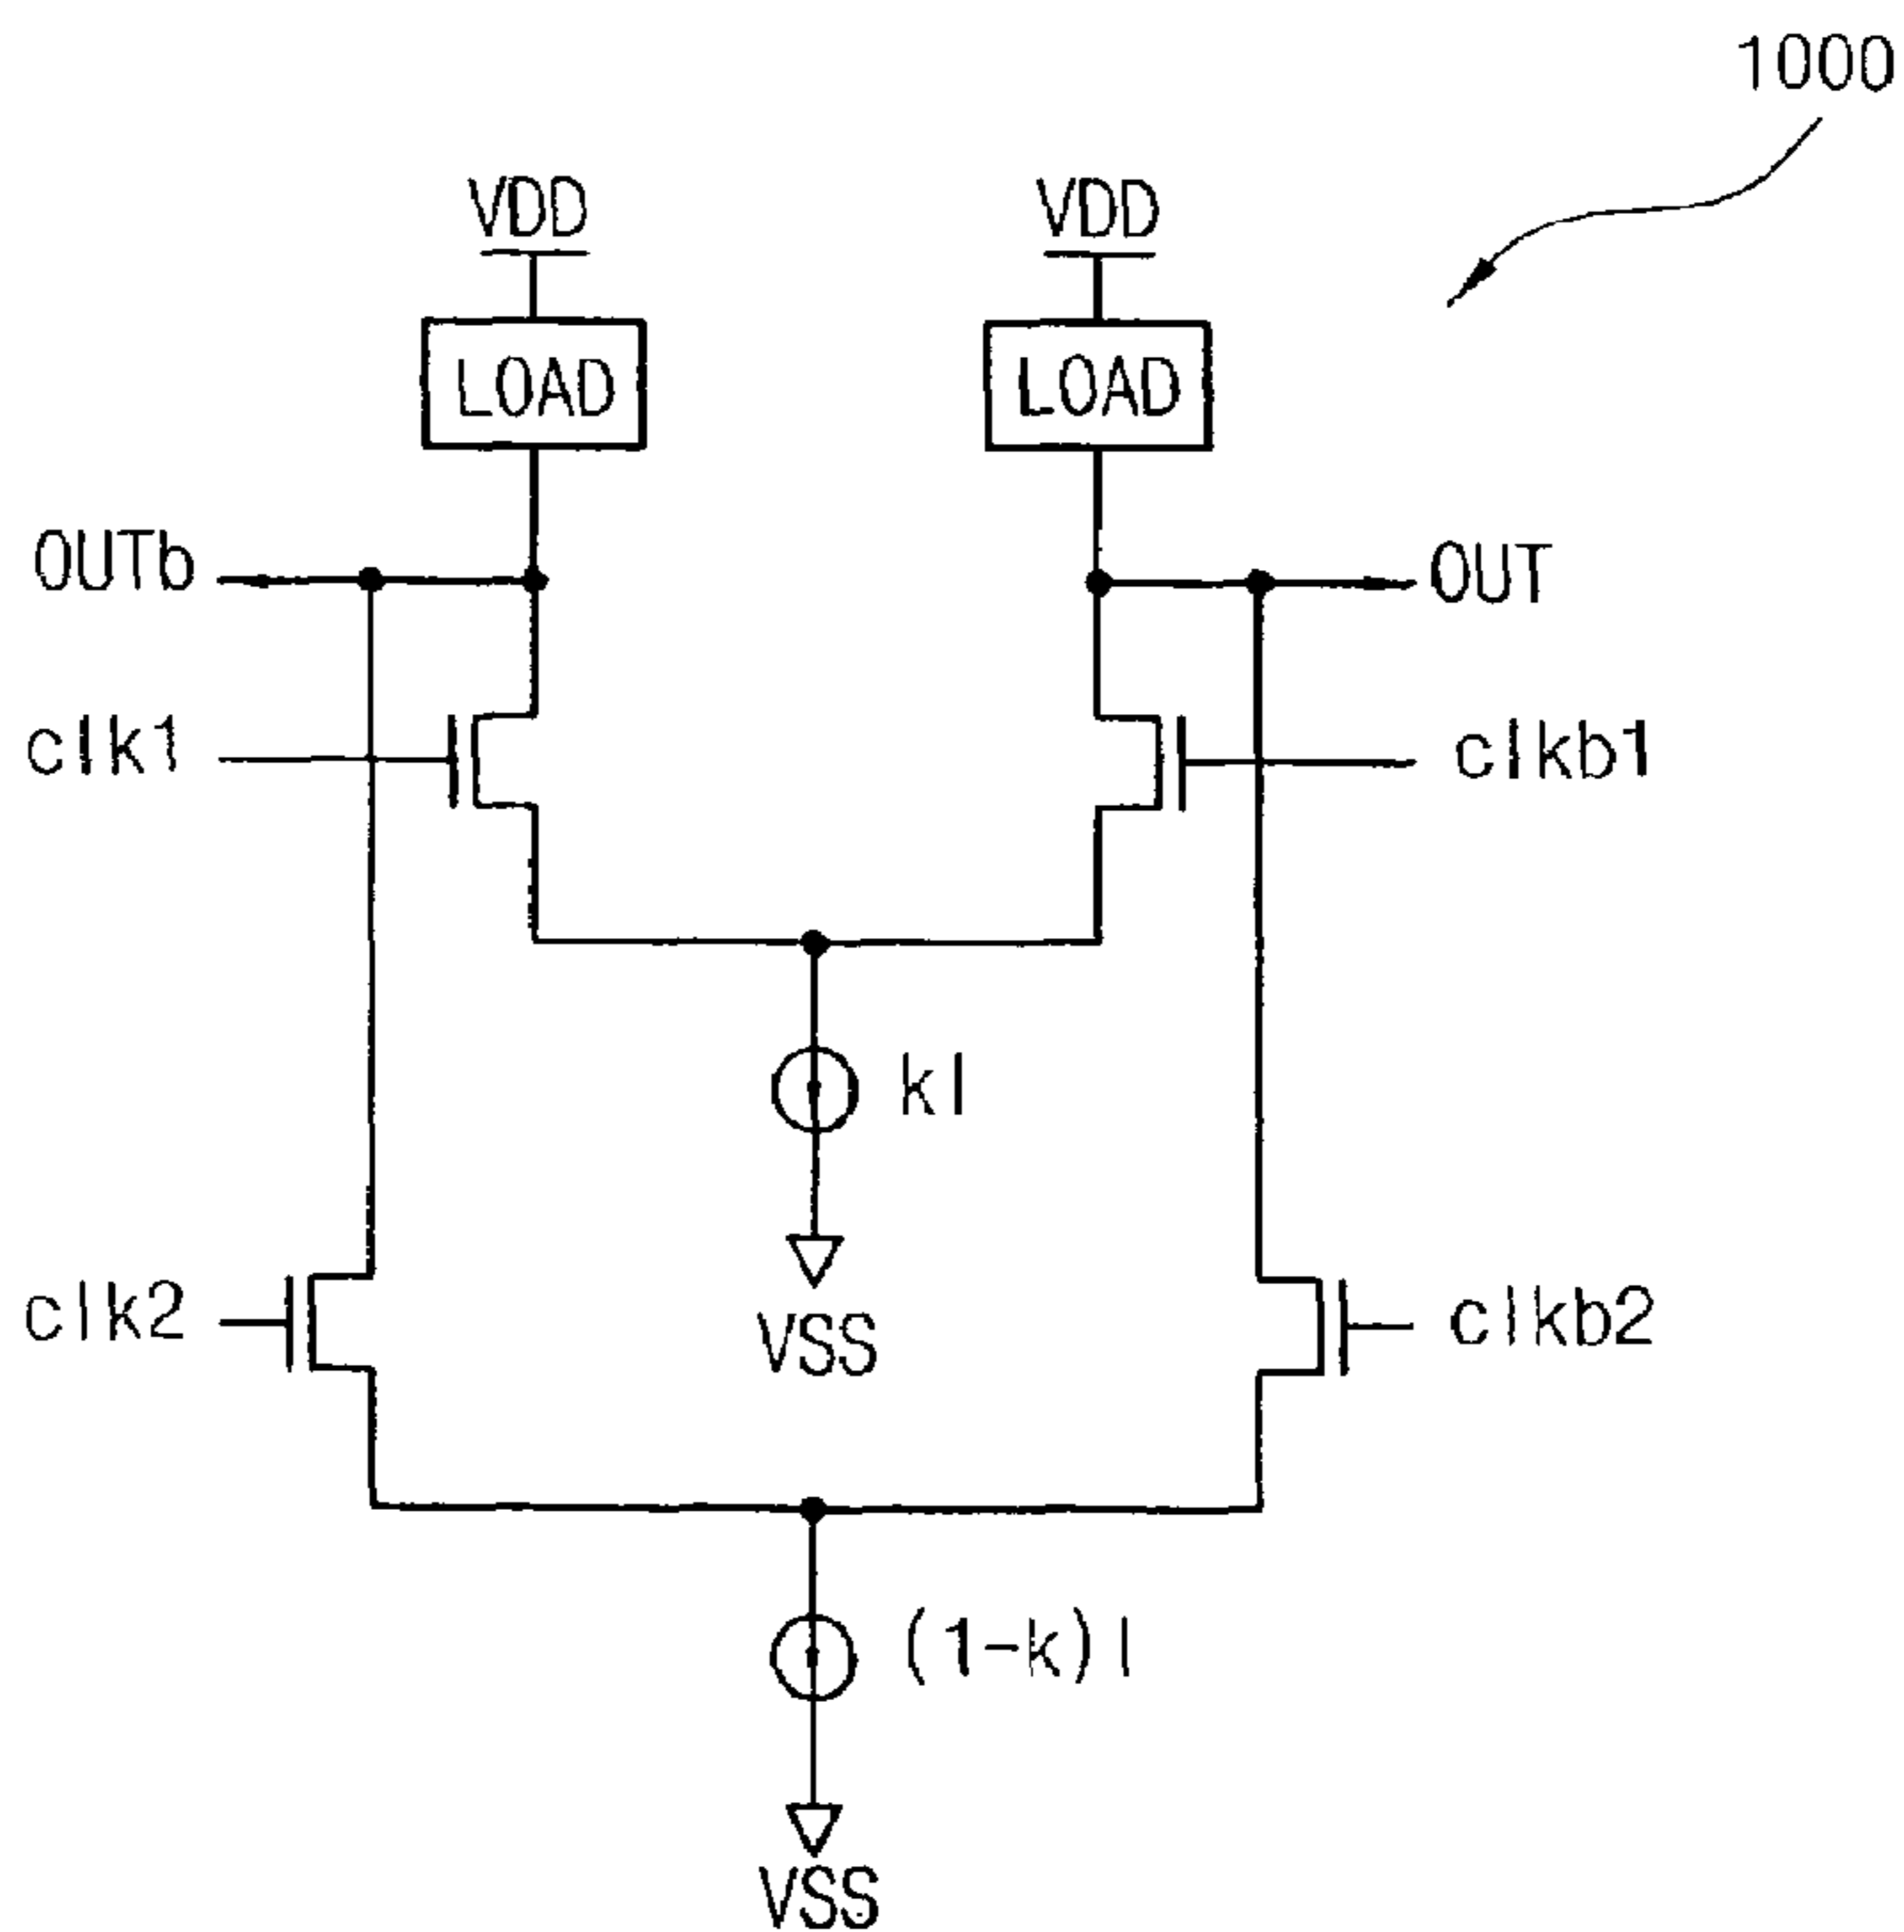 1000
VDD VDD
LOAD LOAD
OUTb OUT
clk1 clkb1
kI
clk2 clkb2
VSS
(1-k)I
VSS